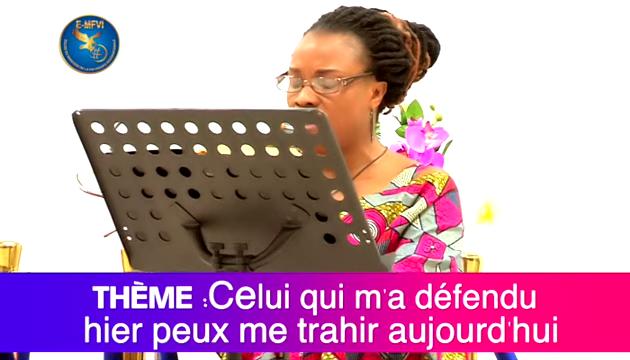 E-MFVI
THÈME :Celui qui m'a défendu
hier peux me trahir aujourd'hui